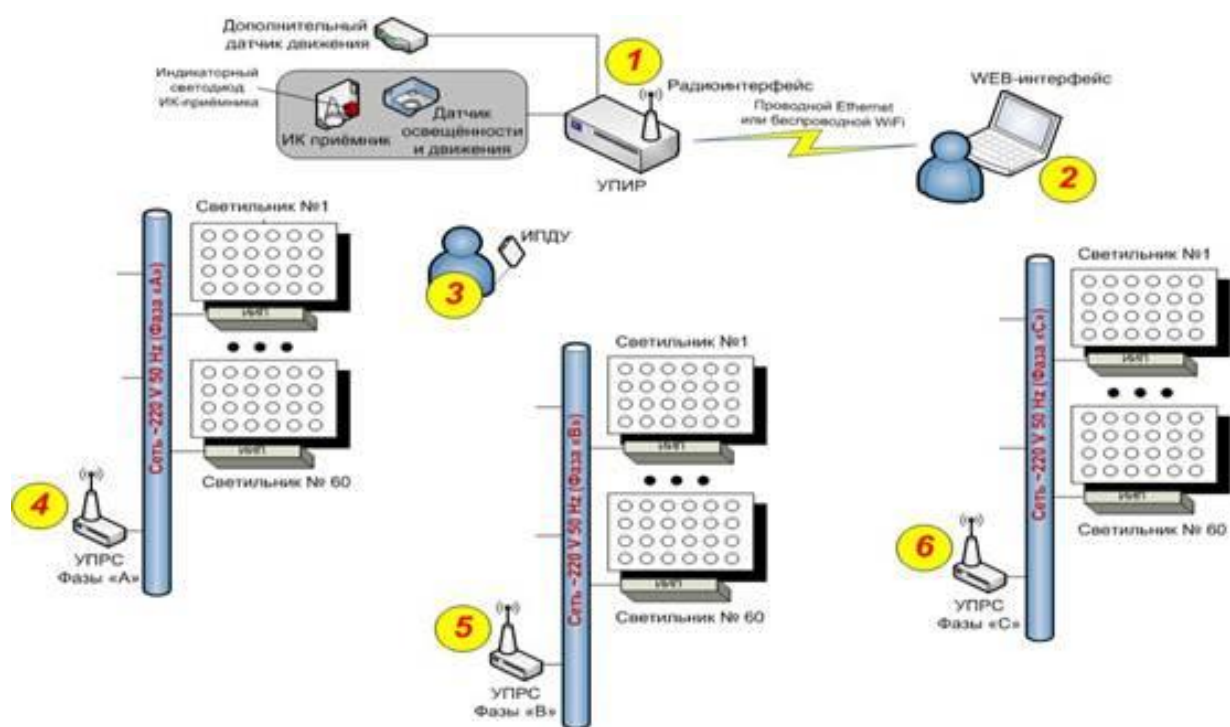 Дополнительный
датчик движения
1
Индикаторный
светодиод
ИК-приёмника
ИК приёмник
Датчик
освещённости
и движения
Радиоинтерфейс
УПИР
Проводной Ethernet
или беспроводной WiFi
WEB-интерфейс
2
Светильник №1
Сеть ~220 V 50 Hz (Фаза «А»)
ИИП
Светильник № 60
ИИП
4
УПРС
Фазы «А»
ИПДУ
3
Светильник №1
Сеть ~220 V 50 Hz (Фаза «В»)
ИИП
ИИП
Светильник № 60
5
УПРС
Фазы «В»
Светильник №1
Сеть ~220 V 50 Hz (Фаза «С»)
ИИП
ИИП
Светильник № 60
6
УПРС
Фазы «С»